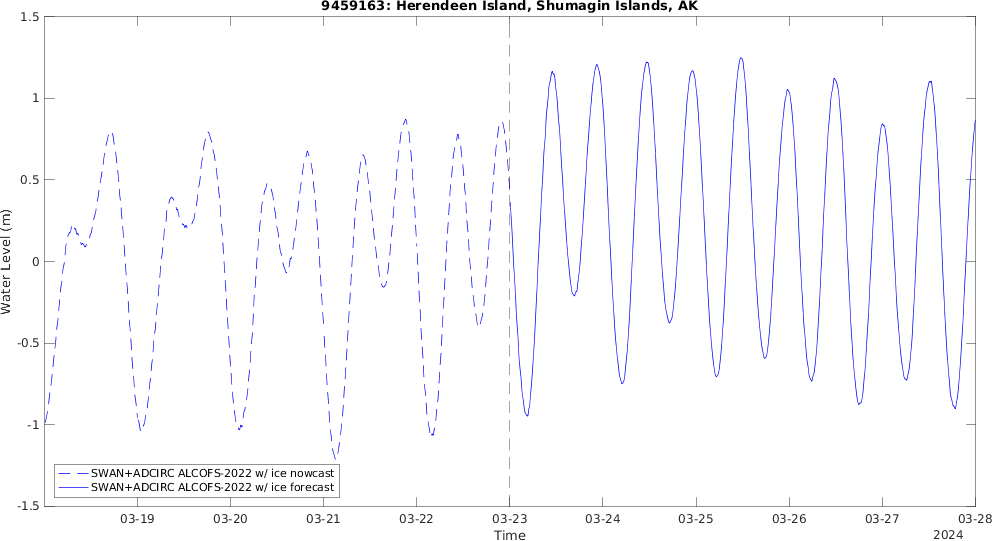 9459163: Herendeen Island, Shumagin Islands, AK
1.5
1
0.5
0
-0.5
-1
-1.5
Water Level (m)
SWAN+ADCIRC ALCOFS-2022 w/ ice nowcast
SWAN+ADCIRC ALCOFS-2022 w/ ice forecast
03-19 03-20 03-21 03-22 03-23 03-24 03-25 03-26 03-27 03-28
Time
2024